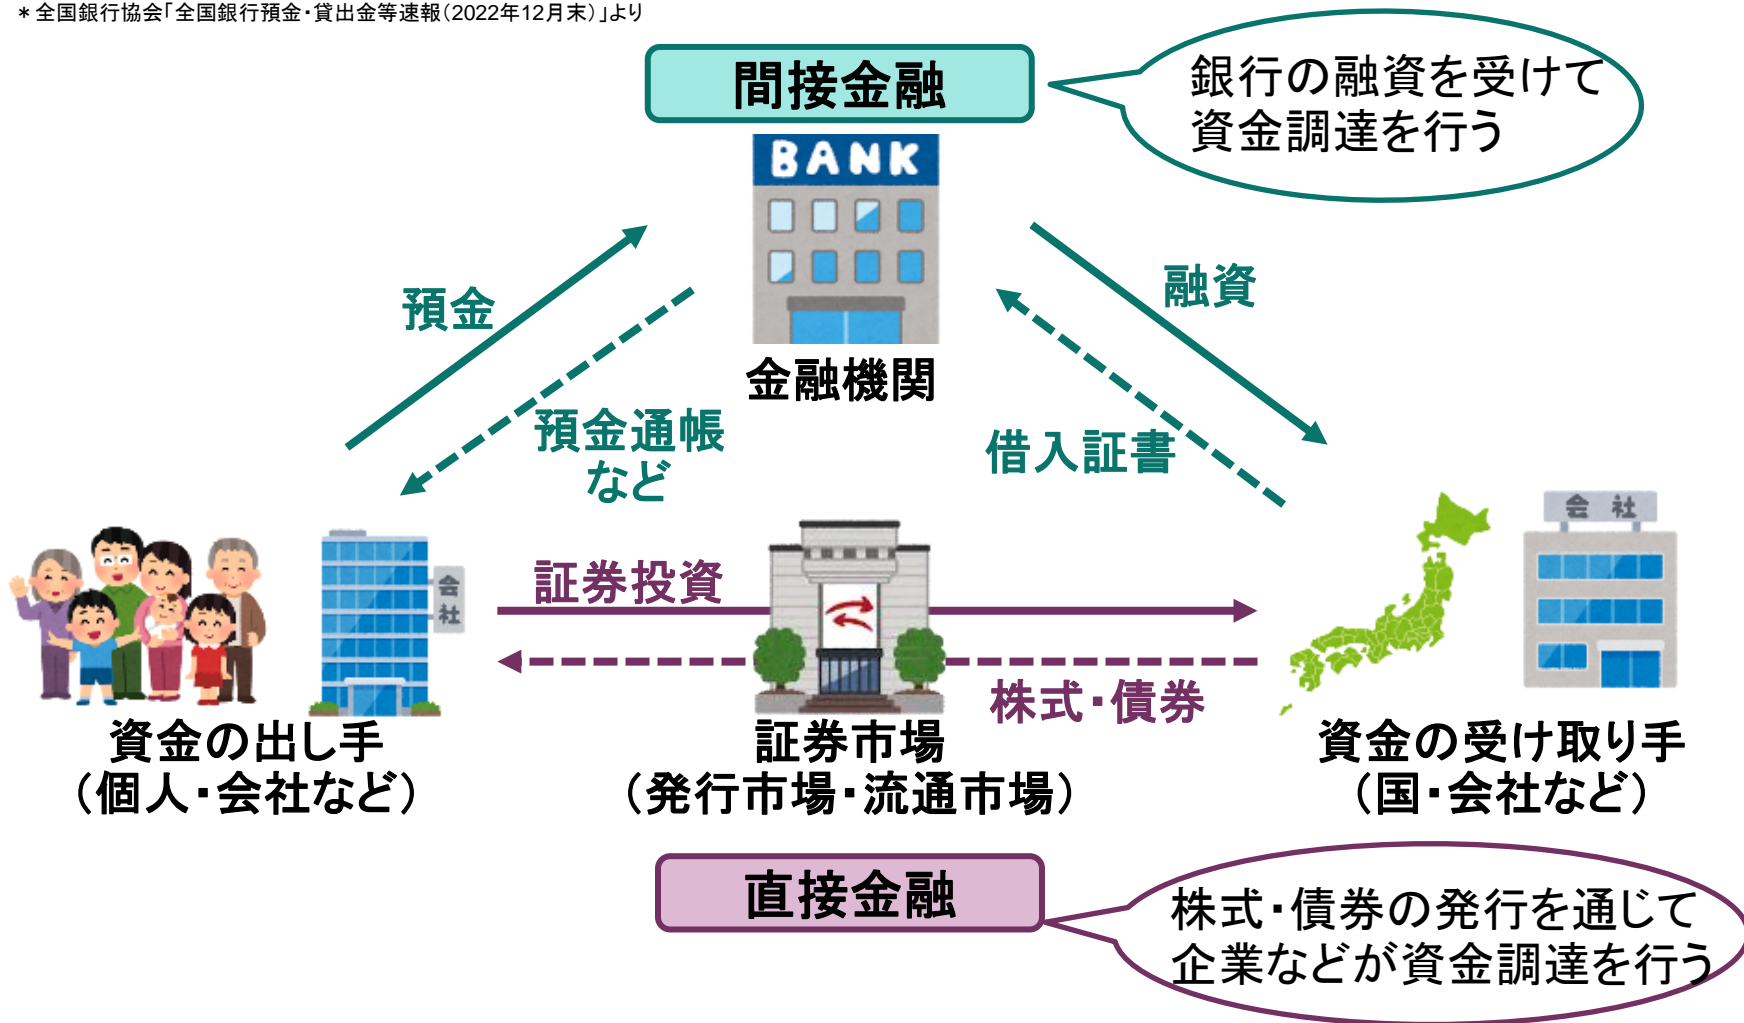 ＊全国銀行協会「全国銀行預金・貸出金等速報（2022年12月末）」より
間接金融
銀行の融資を受けて
資金調達を行う
BANK
預金
融資
金融機関
預金通帳
など
借入証書
会社
会社
証券投資
株式・債券
資金の出し手
（個人・会社など）
証券市場
（発行市場・流通市場）
資金の受け取り手
（国・会社など）
直接金融
株式・債券の発行を通じて
企業などが資金調達を行う